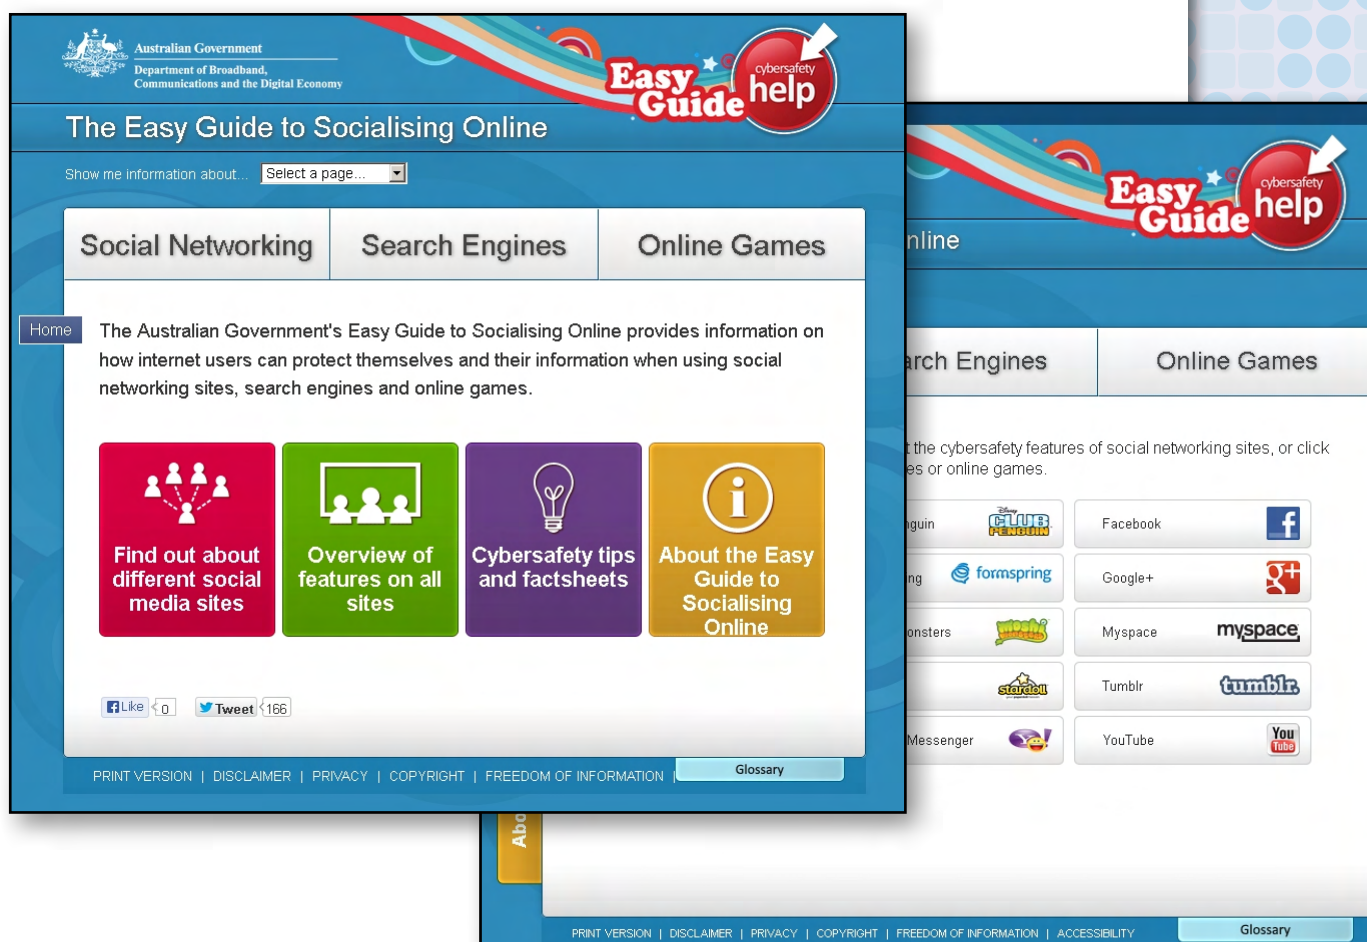 Australian Government
Department of Broadband,
Communications and the Digital Economy
Easy
Guide
cybersafety
help
The Easy Guide to Socialising Online
Show me information about...
Select a page...
Social Networking
Search Engines
Online Games
Home
The Australian Government's Easy Guide to Socialising Online provides information on
how internet users can protect themselves and their information when using social
networking sites, search engines and online games.
Find out about
different social
media sites
Overview of
features on all
sites
Cybersafety tips
and factsheets
About the Easy
Guide to
Socialising
Online
Like 0
Tweet 166
PRINT VERSION | DISCLAIMER | PRIVACY | COPYRIGHT | FREEDOM OF INFORMATION |
Glossary
Easy
Guide
cybersafety
help
nline
arch Engines
Online Games
t the cybersafety features of social networking sites, or click
es or online games.
nguin
Disney
CLUB
PENGUIN
Facebook
f
ng
formspring
Google+
g+
onsters
moshi
monsters
Myspace
myspace
stardoll
Tumblr
tumblr.
Messenger
Y!
YouTube
You
Tube
Abo
PRINT VERSION | DISCLAIMER | PRIVACY | COPYRIGHT | FREEDOM OF INFORMATION | ACCESSIBILITY
Glossary